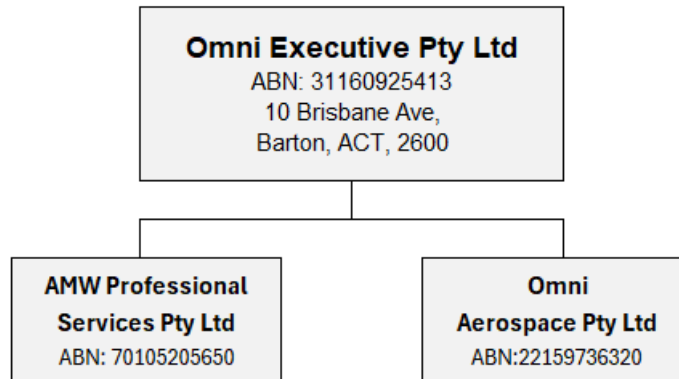 Omni Executive Pty Ltd
ABN: 31160925413
10 Brisbane Ave,
Barton, ACT, 2600
AMW Professional
Services Pty Ltd
ABN: 70105205650
Omni
Aerospace Pty Ltd
ABN:22159736320